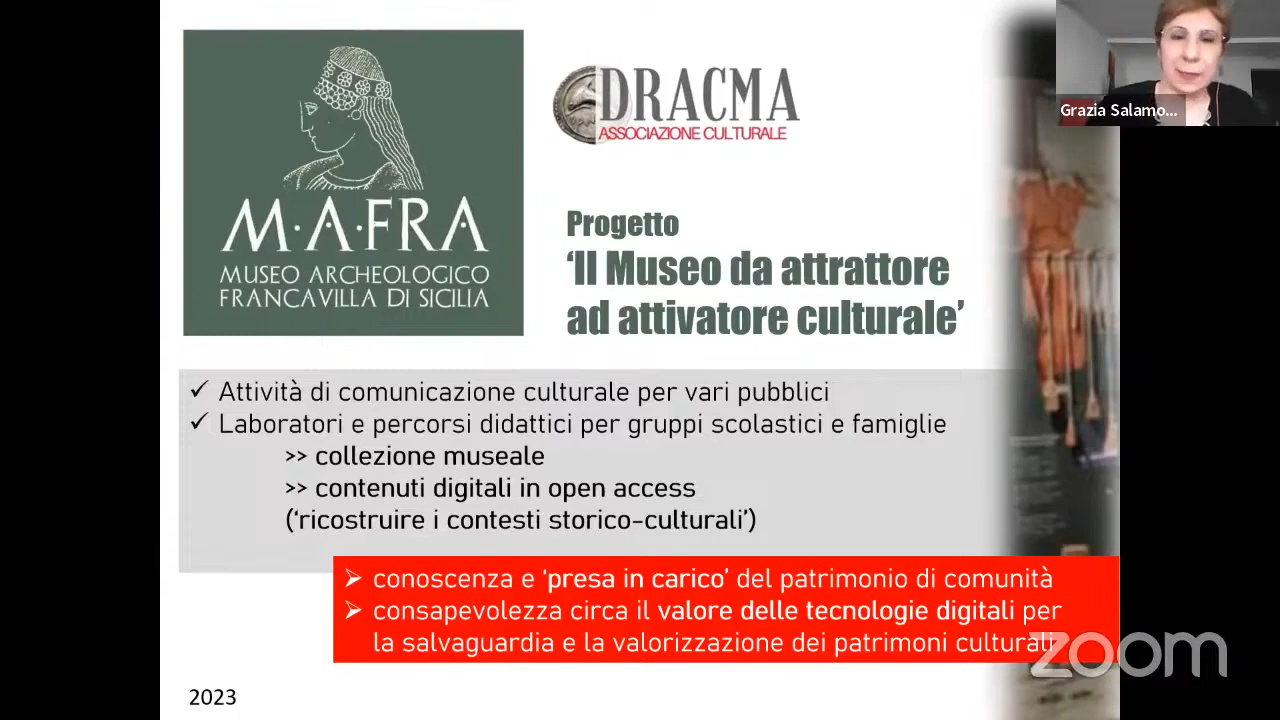 Grazia Salamo...
DRACMA
ASSOCIAZIONE CULTURALE
M·A·FRA
MUSEO ARCHEOLOGICO
FRANCAVILLA DI SICILIA
Progetto
‘Il Museo da attrattore
ad attivatore culturale’
✓ Attività di comunicazione culturale per vari pubblici
✓ Laboratori e percorsi didattici per gruppi scolastici e famiglie
>> collezione museale
>> contenuti digitali in open access
(‘ricostruire i contesti storico-culturali’)
➢ conoscenza e ‘presa in carico’ del patrimonio di comunità
➢ consapevolezza circa il valore delle tecnologie digitali per
la salvaguardia e la valorizzazione dei patrimoni culturali
zoom
2023